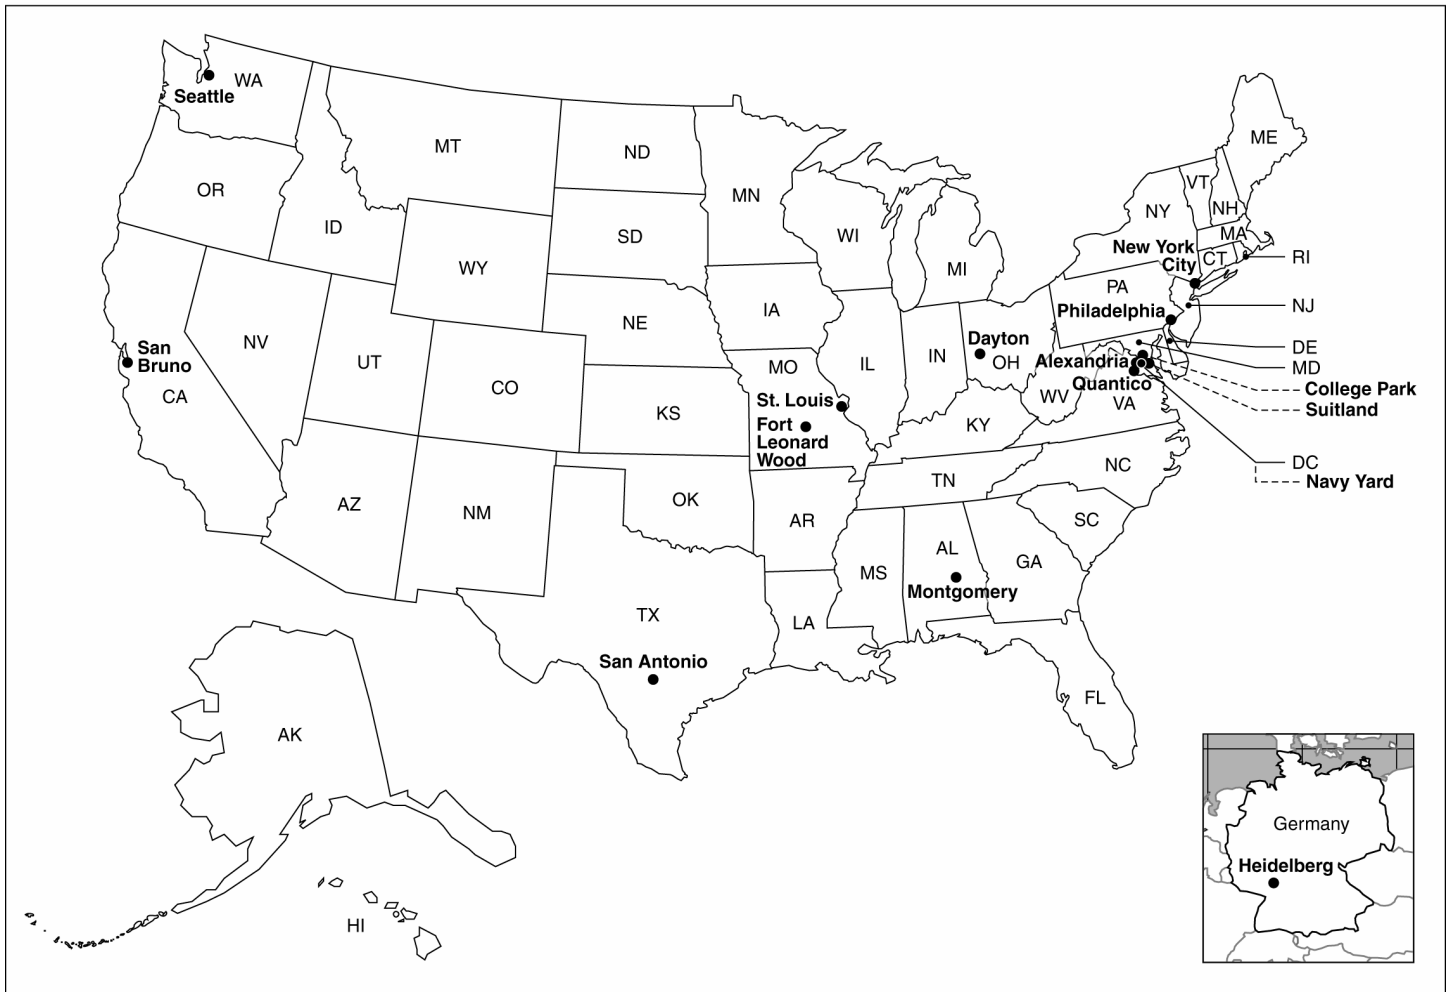 WA
Seattle
MT
ND
ME
OR
MN
VT
NY
NH
ID
SD
WI
MA
New York
City
CT
RI
WY
MI
PA
NJ
IA
Philadelphia
NE
San
Bruno
NV
Dayton
DE
UT
MO
IL
IN
OH
Alexandria
MD
CO
Quantico
College Park
CA
WV
VA
St. Louis
Suitland
KS
Fort
Leonard
Wood
KY
DC
NC
TN
Navy Yard
AZ
NM
OK
AR
SC
AL
GA
MS
Montgomery
TX
LA
San Antonio
FL
AK
Germany
Heidelberg
HI